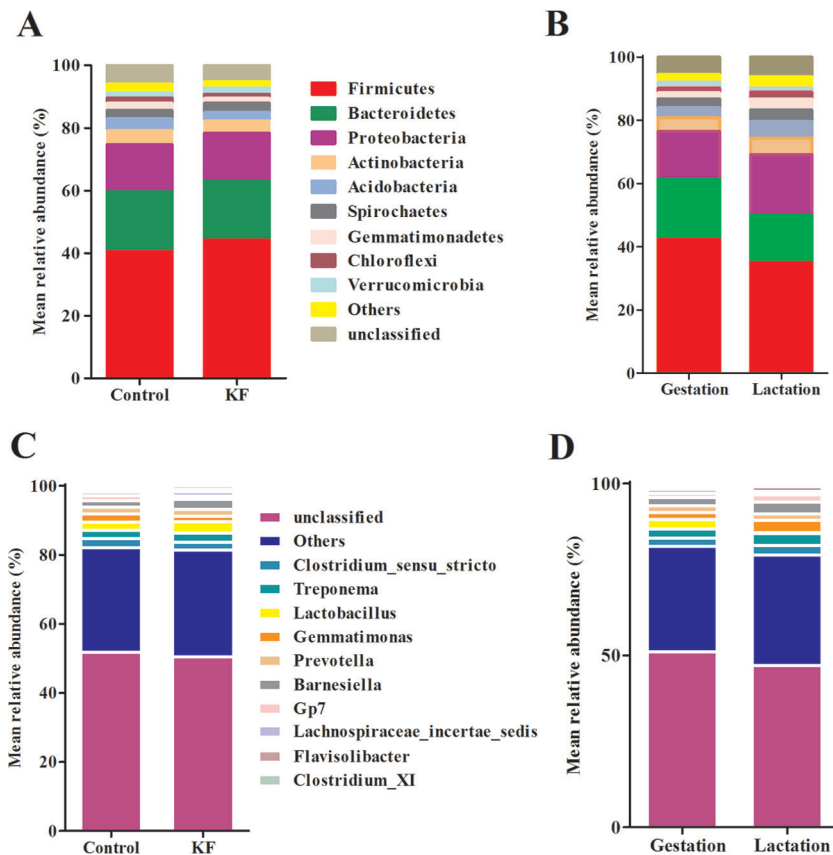 A
Mean relative abundance (%)
100
80
60
40
20
0
Control
KF
Firmicutes
Bacteroidetes
Proteobacteria
Actinobacteria
Acidobacteria
Spirochaetes
Gemmatimonadetes
Chloroflexi
Verrucomicrobia
Others
unclassified
B
Mean relative abundance (%)
100
80
60
40
20
0
Gestation
Lactation
C
Mean relative abundance (%)
100
80
60
40
20
0
Control
KF
unclassified
Others
Clostridium_sensu_stricto
Treponema
Lactobacillus
Gemmatimonas
Prevotella
Barnesiella
Gp7
Lachnospiraceae_incertae_sedis
Flavisolibacter
Clostridium_XI
D
Mean relative abundance (%)
100
50
0
Gestation
Lactation